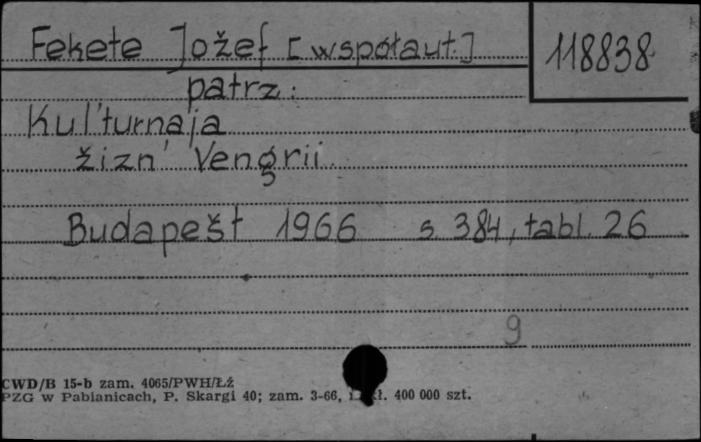 Fekete Jožef [współaut.]
118838
patrz:
Kul'turnaja
žizn' Vengrii
Budapešt 1966 s. 384, tabl. 26
9
CWD/B 15-b zam. 4065/PWH/Łź
PZG w Pabianicach, P. Skargi 40; zam. 3-66, 400 000 szt.